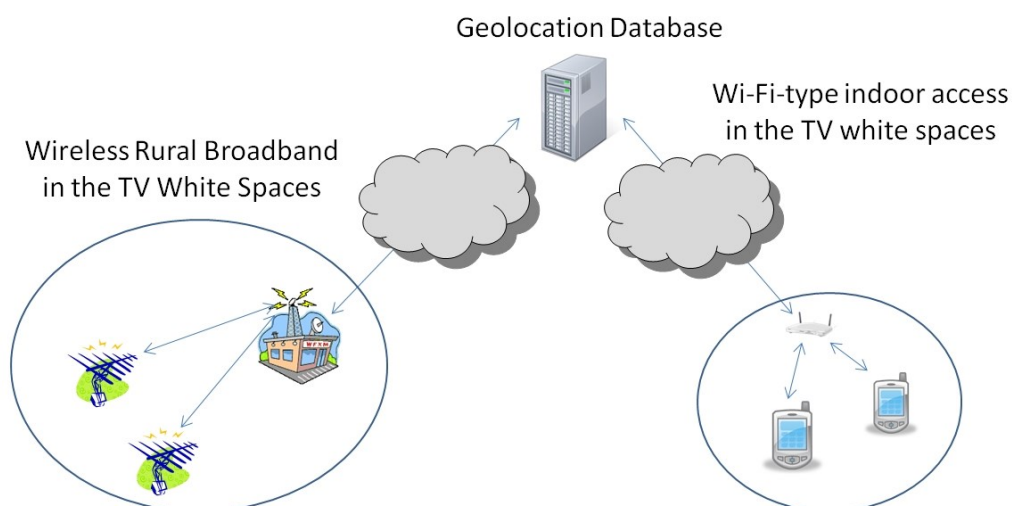 Geolocation Database
Wi-Fi-type indoor access
in the TV white spaces
Wireless Rural Broadband
in the TV White Spaces